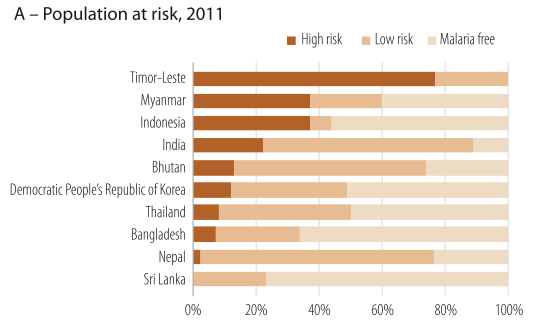 A – Population at risk, 2011
High risk Low risk Malaria free
Timor-Leste
Myanmar
Indonesia
India
Bhutan
Democratic People's Republic of Korea
Thailand
Bangladesh
Nepal
Sri Lanka
0% 20% 40% 60% 80% 100%